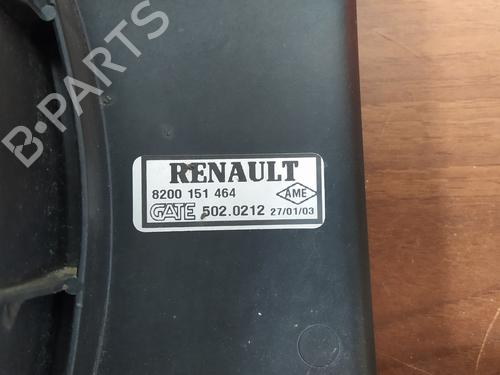 B-PARTS
RENAULT
8200 151 464 AME
GATE 502.0212 27/01/03